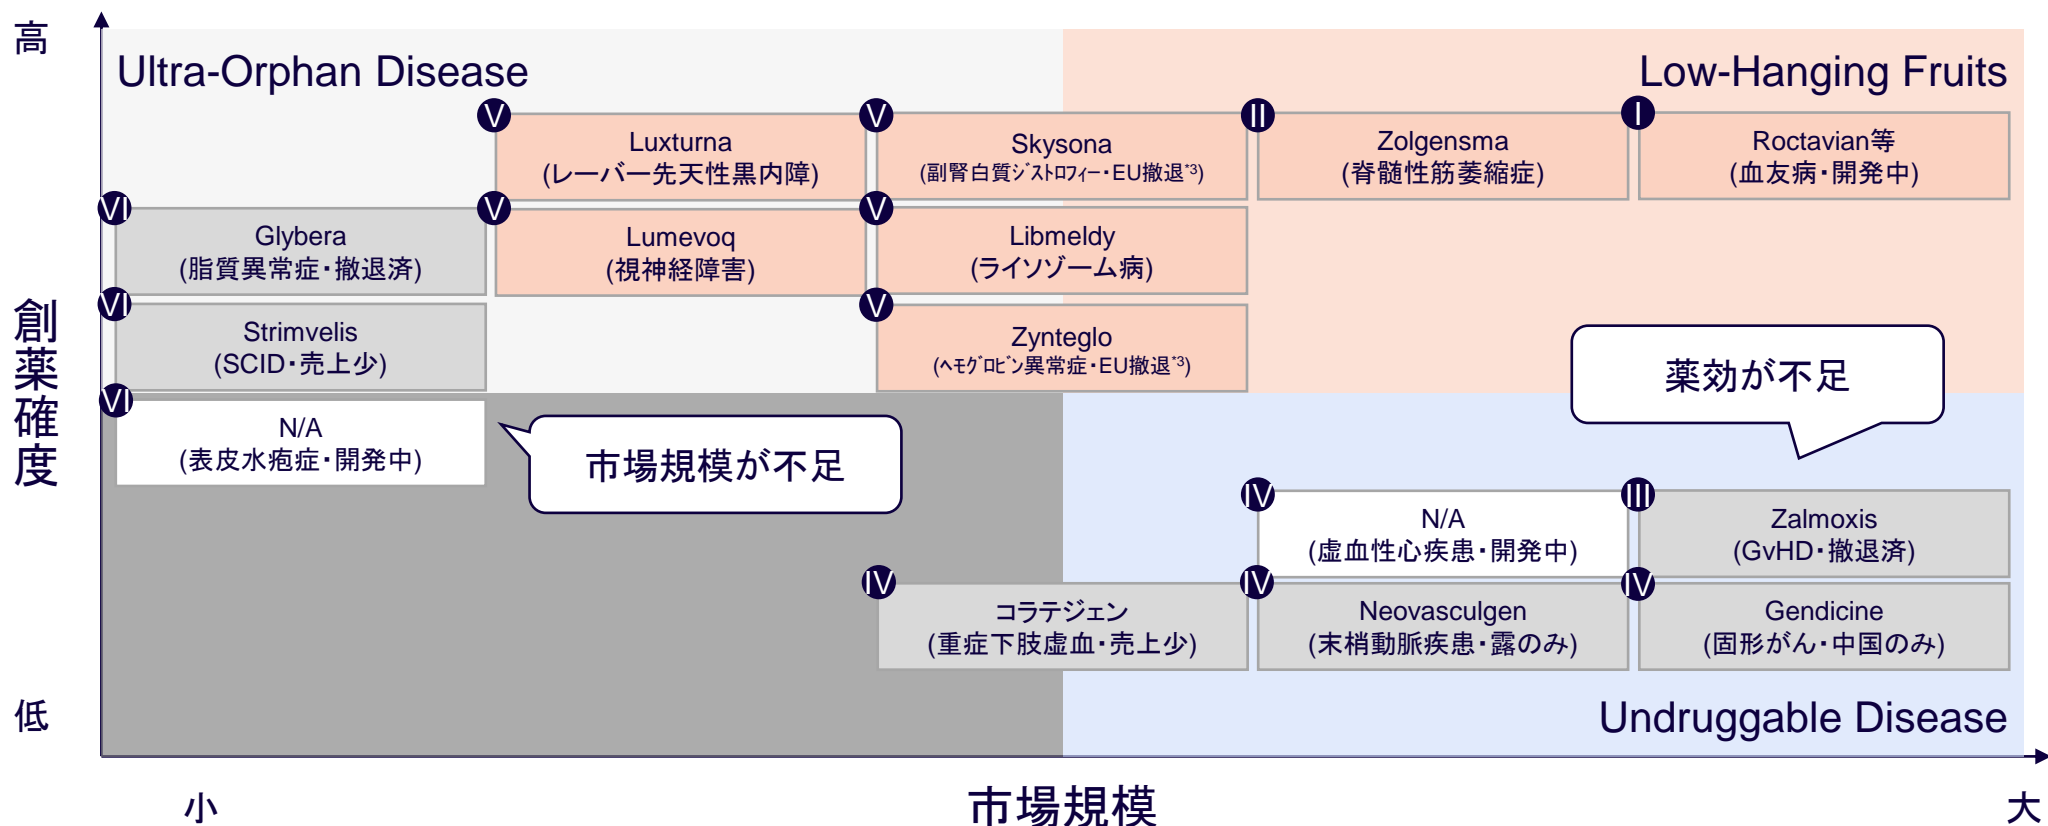 高
Ultra-Orphan Disease
Low-Hanging Fruits
V
Luxturna
(レーバー先天性黒内障)
V
Skysona
(副腎白質ジストロフィー・EU撤退*3)
II
Zolgensma
(脊髄性筋萎縮症)
I
Roctavian等
(血友病・開発中)
VI
Glybera
(脂質異常症・撤退済)
V
Lumevoq
(視神経障害)
V
Libmeldy
(ライソゾーム病)
VI
Strimvelis
(SCID・売上少)
V
Zynteglo
(ヘモグロビン異常症・EU撤退*3)
薬効が不足
創薬確度
VI
N/A
(表皮水疱症・開発中)
市場規模が不足
IV
N/A
(虚血性心疾患・開発中)
III
Zalmoxis
(GvHD・撤退済)
IV
コラテジェン
(重症下肢虚血・売上少)
IV
Neovasculgen
(末梢動脈疾患・露のみ)
IV
Gendicine
(固形がん・中国のみ)
低
Undruggable Disease
小
市場規模
大